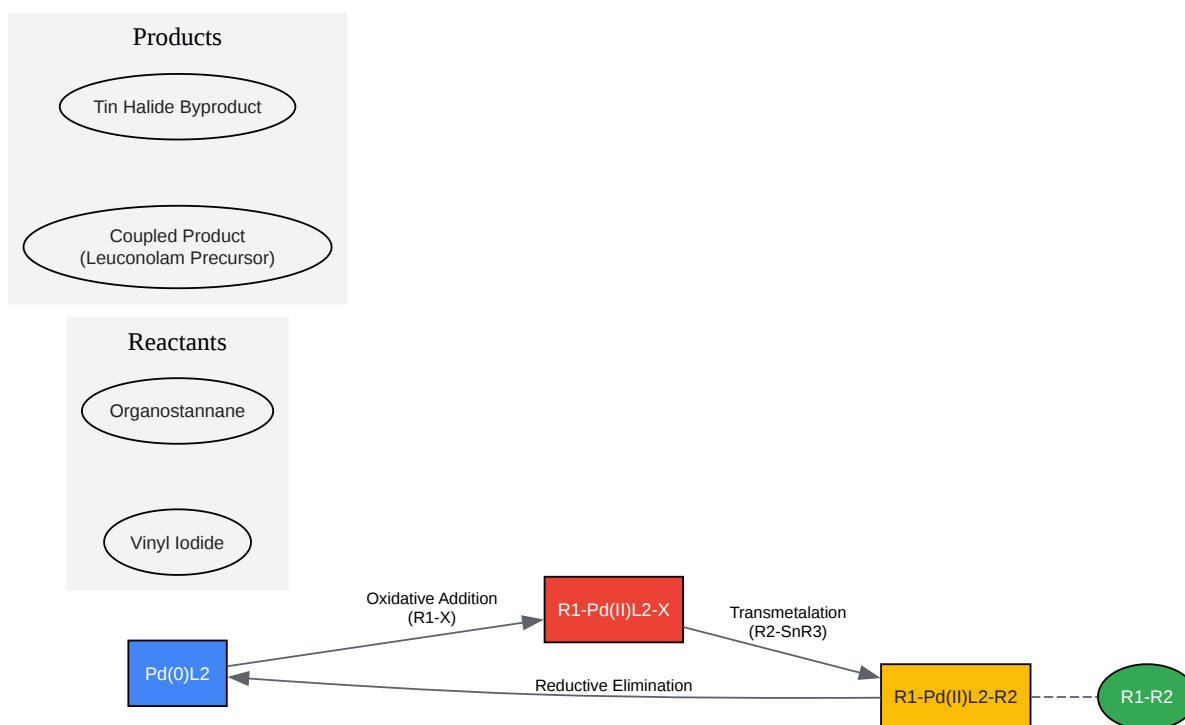 Products
Tin Halide Byproduct
Coupled Product
(Leuconolam Precursor)
Reactants
Organostannane
Vinyl Iodide
Oxidative Addition
(R1-X)
R1-Pd(II)L2-X
Transmetalation
(R2-SnR3)
Pd(0)L2
Reductive Elimination
R1-Pd(II)L2-R2
R1-R2